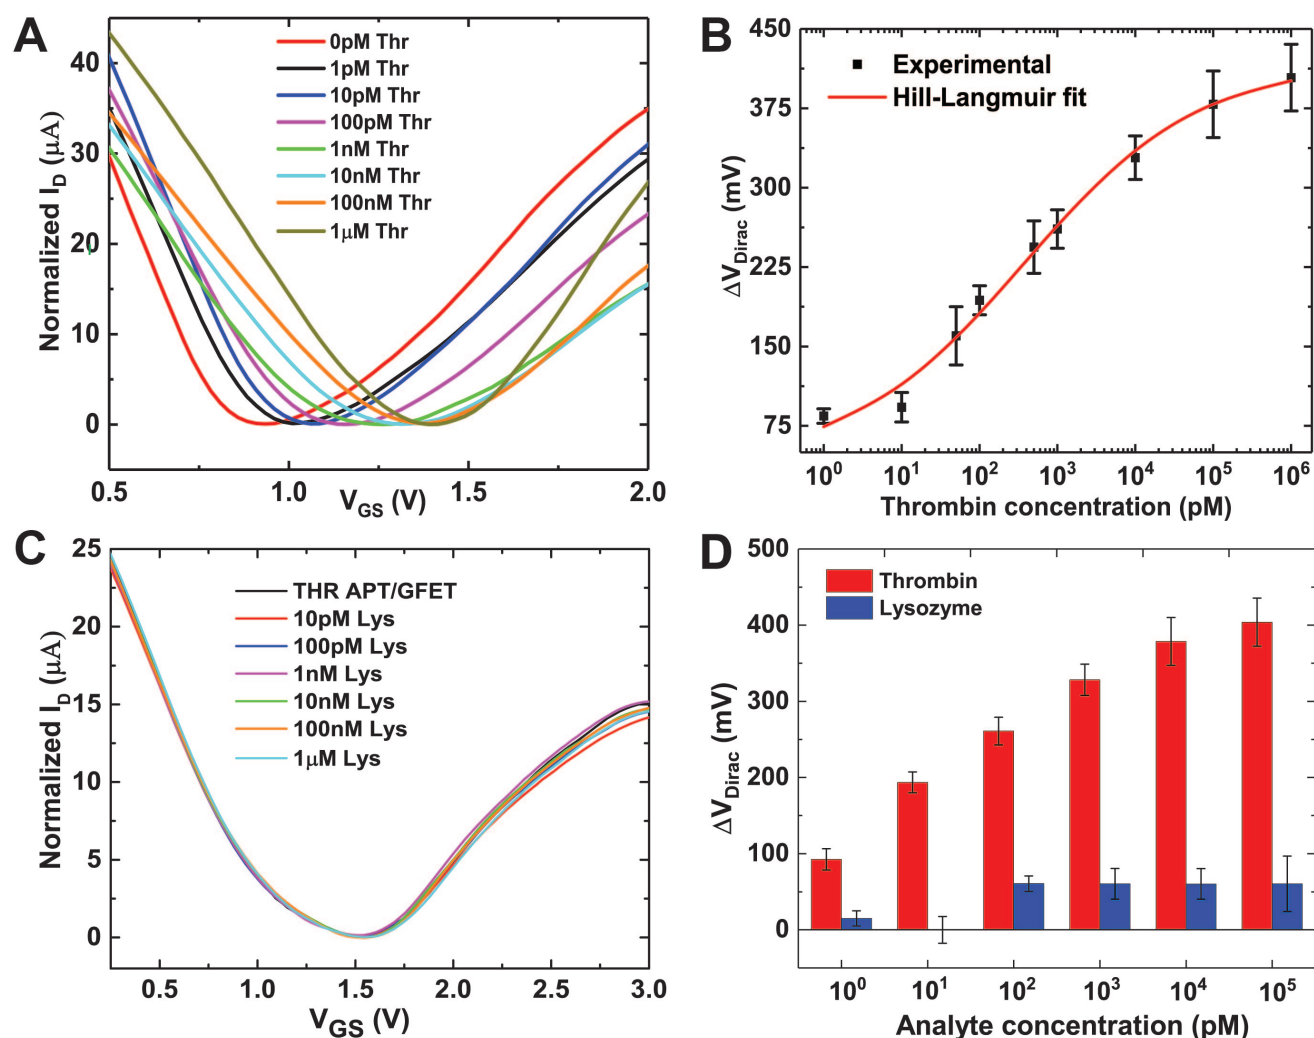 A
Normalized I_D (μA)
40
30
20
10
0
0pM Thr
1pM Thr
10pM Thr
100pM Thr
1nM Thr
10nM Thr
100nM Thr
1μM Thr
0.5 1.0 1.5 2.0
V_GS (V)
B
ΔV_Dirac (mV)
450
375
300
225
150
75
Experimental
Hill-Langmuir fit
10^0 10^1 10^2 10^3 10^4 10^5 10^6
Thrombin concentration (pM)
C
Normalized I_D (μA)
25
20
15
10
5
0
THR APT/GFET
10pM Lys
100pM Lys
1nM Lys
10nM Lys
100nM Lys
1μM Lys
0.5 1.0 1.5 2.0 2.5 3.0
V_GS (V)
D
ΔV_Dirac (mV)
500
400
300
200
100
0
Thrombin
Lysozyme
10^0 10^1 10^2 10^3 10^4 10^5
Analyte concentration (pM)